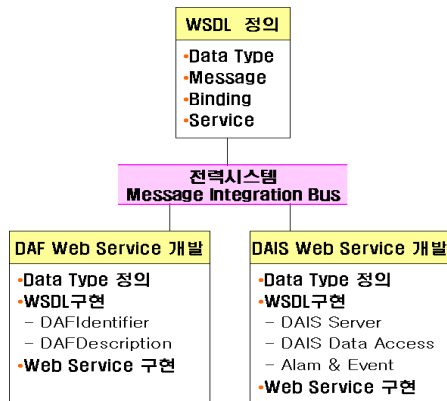 WSDL 정의
•Data Type
•Message
•Binding
•Service
전력시스템
Message Integration Bus
DAF Web Service 개발
•Data Type 정의
•WSDL구현
– DAFIdentifier
– DAFDescription
•Web Service 구현
DAIS Web Service 개발
•Data Type 정의
•WSDL구현
– DAIS Server
– DAIS Data Access
– Alam & Event
•Web Service 구현